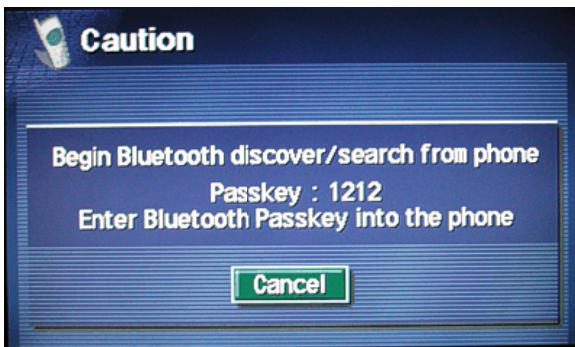 Caution
Begin Bluetooth discover/search from phone
Passkey : 1212
Enter Bluetooth Passkey into the phone
Cancel